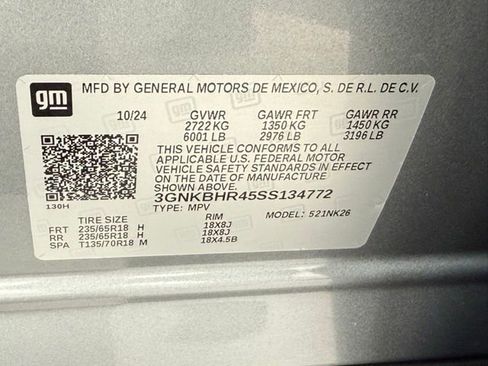 gm
MFD BY GENERAL MOTORS DE MEXICO, S. DE R.L. DE C.V.
10/24 GVWR GAWR FRT GAWR RR
2722 KG 1350 KG 1450 KG
6001 LB 2976 LB 3196 LB
THIS VEHICLE CONFORMS TO ALL
APPLICABLE U.S. FEDERAL MOTOR
VEHICLE SAFETY STANDARDS IN EFFECT
ON THE DATE OF MANUFACTURE
SHOWN ABOVE.
3GNKBHR45SS134772
130H TYPE: MPV MODEL: 521NK26
TIRE SIZE RIM
FRT 235/65R18 H 18X8J
RR 235/65R18 H 18X8J
SPA T135/70R18 M 18X4.5B